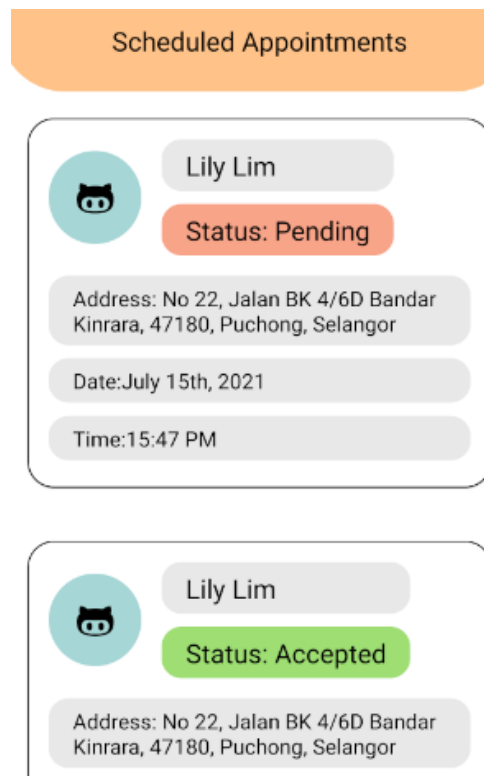 Scheduled Appointments
Lily Lim
Status: Pending
Address: No 22, Jalan BK 4/6D Bandar
Kinrara, 47180, Puchong, Selangor
Date:July 15th, 2021
Time:15:47 PM
Lily Lim
Status: Accepted
Address: No 22, Jalan BK 4/6D Bandar
Kinrara, 47180, Puchong, Selangor